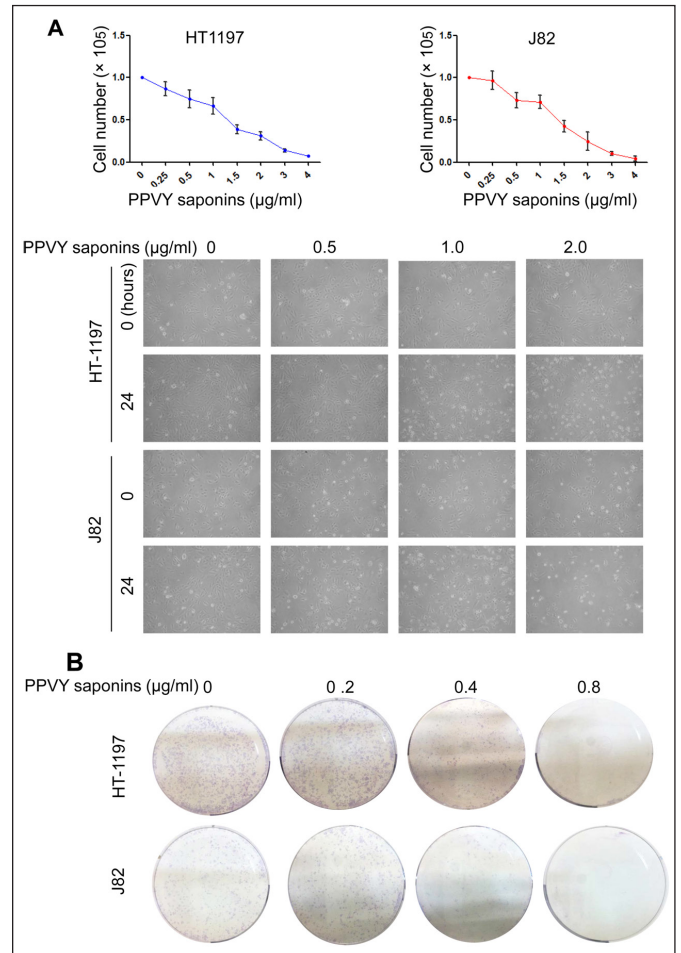 A
HT1197
Cell number (× 105)
1.5
1.0
0.5
0.0
0 0.25 0.5 1 1.5 2 3 4
PPVY saponins (µg/ml)
J82
Cell number (× 105)
1.5
1.0
0.5
0.0
0 0.25 0.5 1 1.5 2 3 4
PPVY saponins (µg/ml)
PPVY saponins (µg/ml) 0 0.5 1.0 2.0
HT-1197
0 (hours)
24
J82
0
24
B
PPVY saponins (µg/ml) 0 0 .2 0.4 0.8
HT-1197
J82